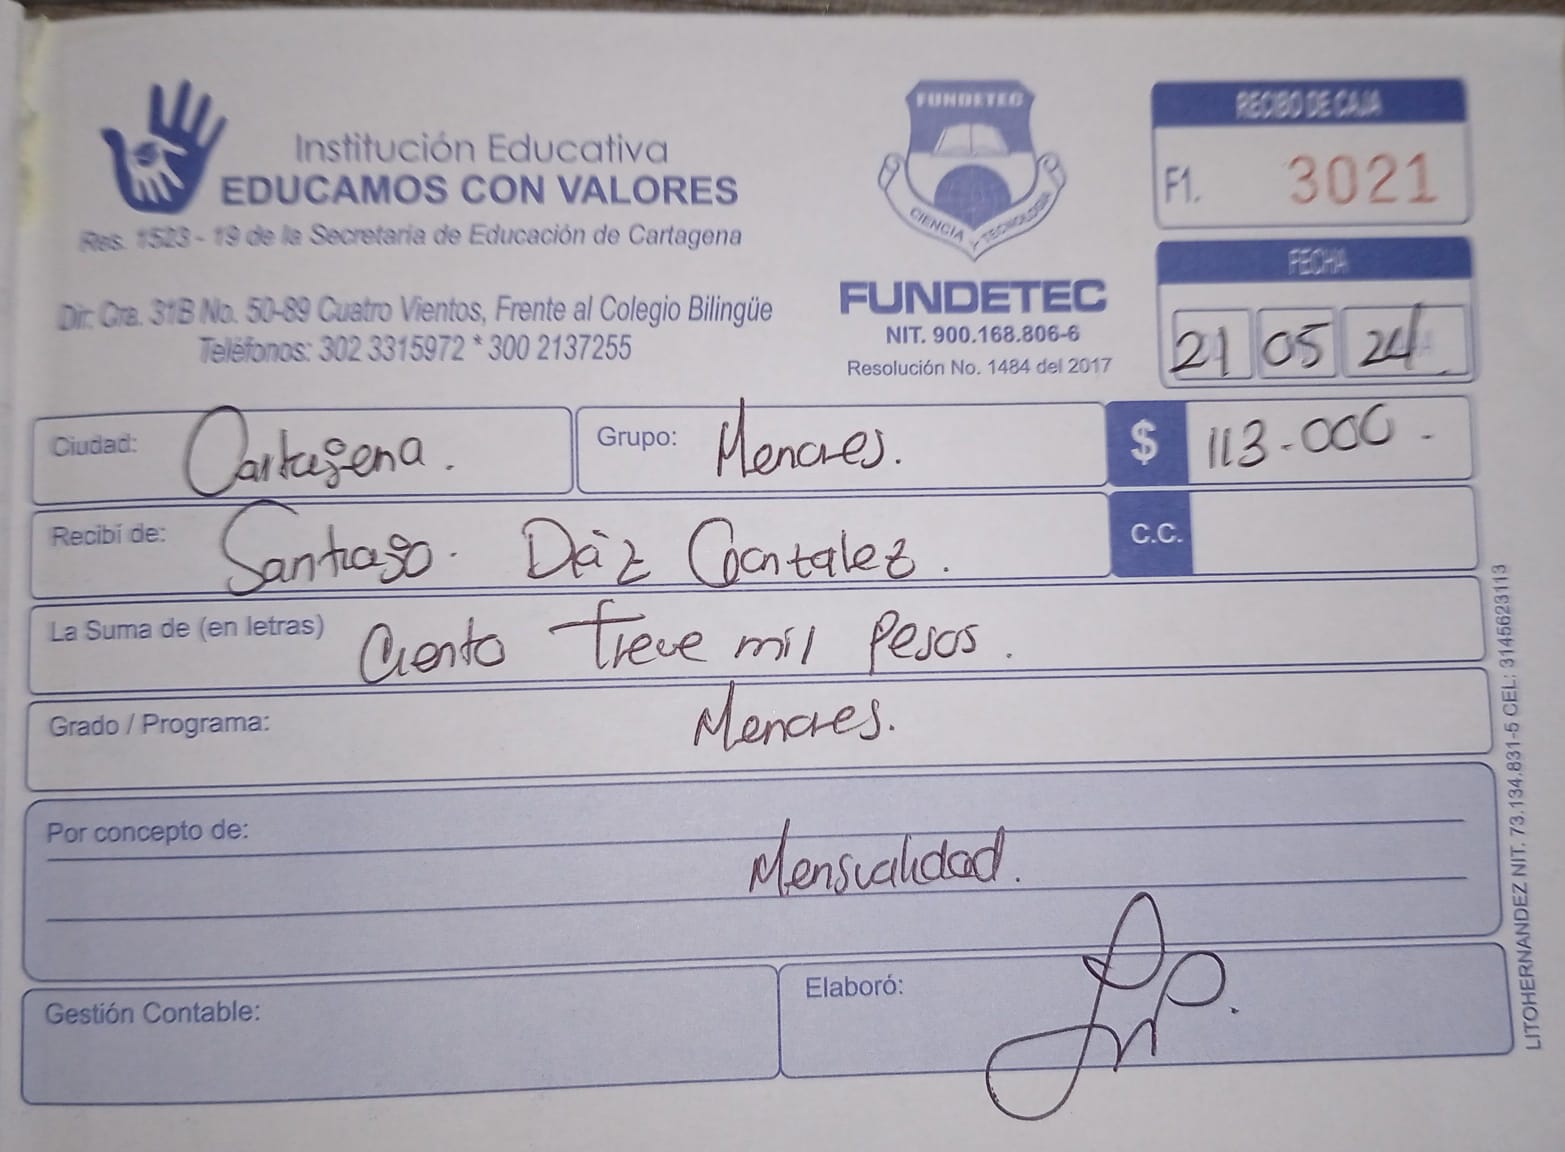 Institución Educativa
EDUCAMOS CON VALORES
Res. 1523 - 19 de la Secretaria de Educación de Cartagena
Dir: Cra. 31B No. 50-89 Cuatro Vientos, Frente al Colegio Bilingüe
Teléfonos: 302 3315972 * 300 2137255
FUNDETEC
CIENCIA Y TECNOLOGIA
FUNDETEC
NIT. 900.168.806-6
Resolución No. 1484 del 2017
RECIBO DE CAJA
F1. 3021
FECHA
21 05 24
Ciudad: Cartagena.
Grupo: Menores.
$ 113-000-
Recibí de: Santiago. Díaz Gonzalez.
C.C.
La Suma de (en letras) Ciento trece mil pesos.
Grado / Programa: Menores.
Por concepto de: Mensualidad.
Gestión Contable:
Elaboró:
LITOHERNANDEZ NIT. 73.134.831-5 CEL: 3145623113